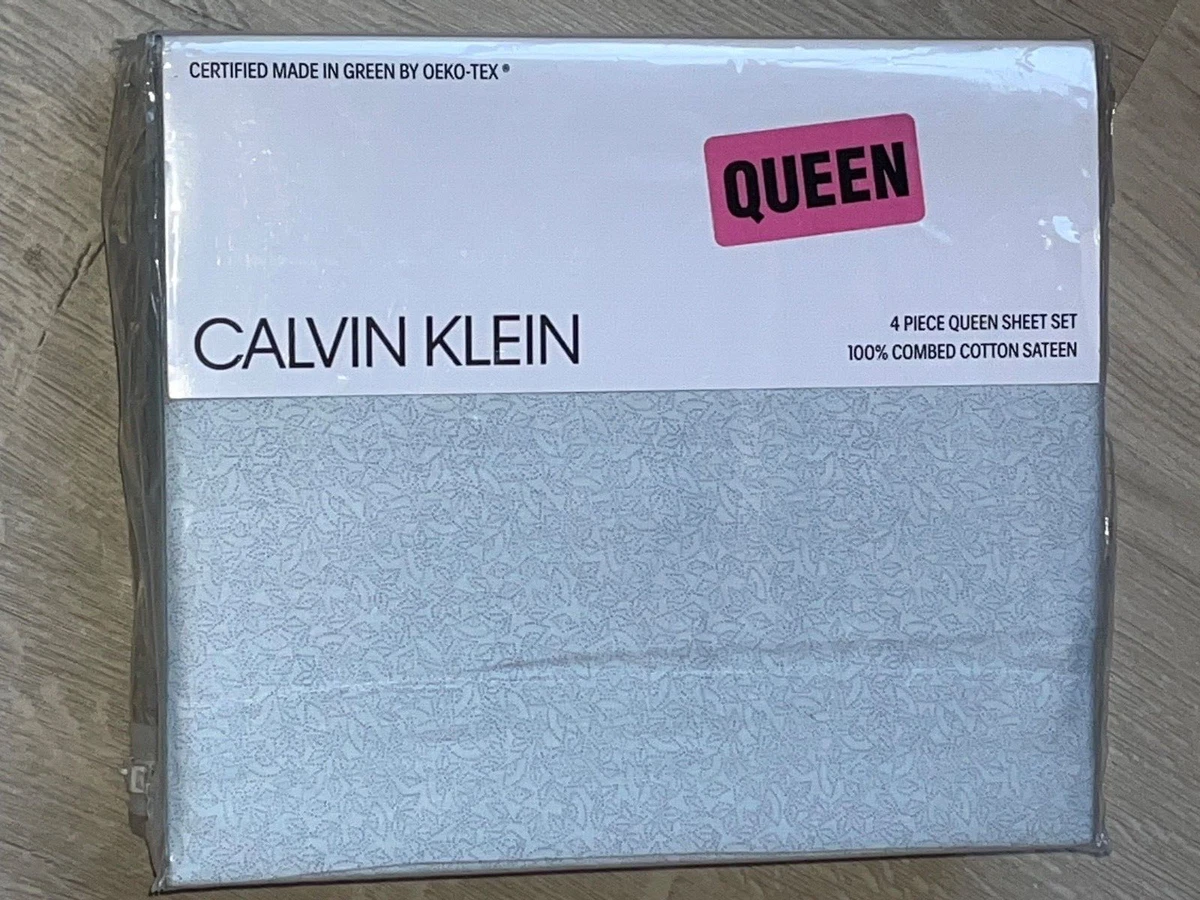 CERTIFIED MADE IN GREEN BY OEKO-TEX®
QUEEN
CALVIN KLEIN
4 PIECE QUEEN SHEET SET
100% COMBED COTTON SATEEN